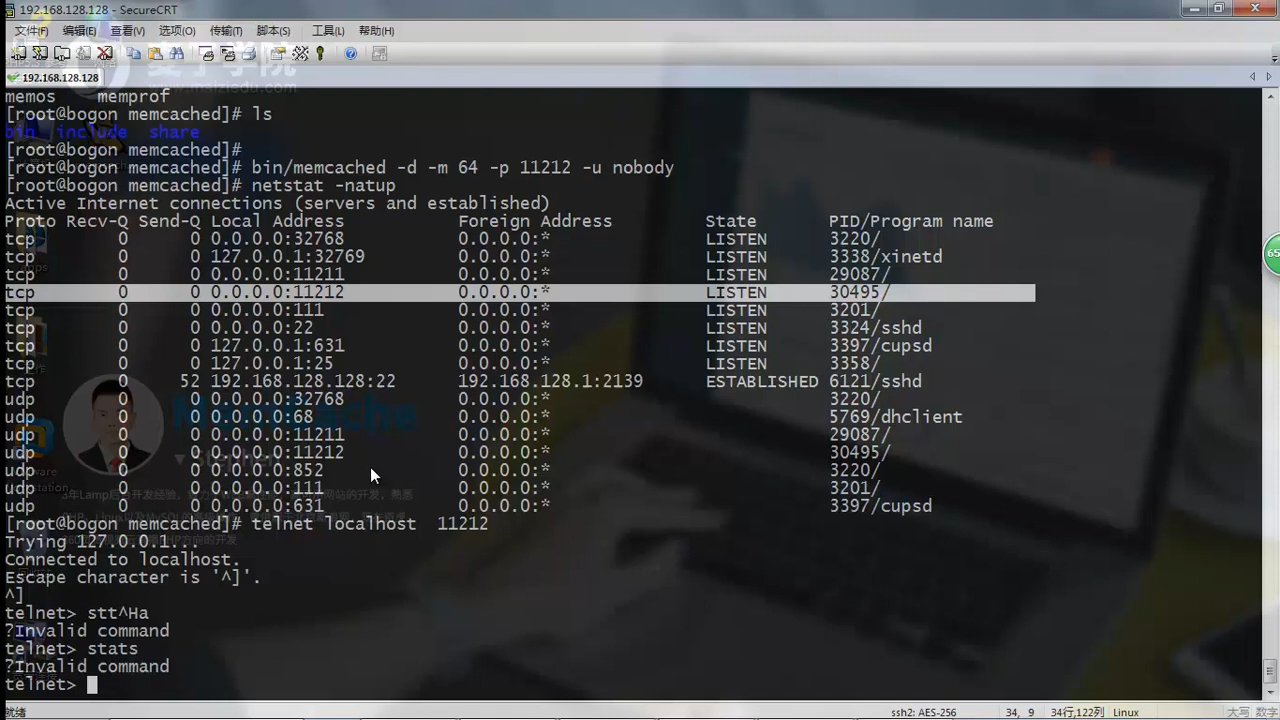 192.168.128.128 - SecureCRT
文件(F) 编辑(E) 查看(V) 选项(O) 传输(T) 脚本(S) 工具(L) 帮助(H)
麦子学院
www.maiziedu.com
192.168.128.128
memos memprof
[root@bogon memcached]# ls
bin include share
[root@bogon memcached]#
[root@bogon memcached]# bin/memcached -d -m 64 -p 11212 -u nobody
[root@bogon memcached]# netstat -natup
Active Internet connections (servers and established)
Proto Recv-Q Send-Q Local Address Foreign Address State PID/Program name
tcp 0 0 0.0.0.0:32768 0.0.0.0:* LISTEN 3220/
tcp 0 0 127.0.0.1:32769 0.0.0.0:* LISTEN 3338/xinetd
tcp 0 0 0.0.0.0:11211 0.0.0.0:* LISTEN 29087/
tcp 0 0 0.0.0.0:11212 0.0.0.0:* LISTEN 30495/
tcp 0 0 0.0.0.0:111 0.0.0.0:* LISTEN 3201/
tcp 0 0 0.0.0.0:22 0.0.0.0:* LISTEN 3324/sshd
tcp 0 0 127.0.0.1:631 0.0.0.0:* LISTEN 3397/cupsd
tcp 0 0 127.0.0.1:25 0.0.0.0:* LISTEN 3358/
tcp 0 52 192.168.128.128:22 192.168.128.1:2139 ESTABLISHED 6121/sshd
udp 0 0 0.0.0.0:32768 0.0.0.0:* 3220/
udp 0 0 0.0.0.0:68 0.0.0.0:* 5769/dhclient
udp 0 0 0.0.0.0:11211 0.0.0.0:* 29087/
udp 0 0 0.0.0.0:11212 0.0.0.0:* 30495/
udp 0 0 0.0.0.0:852 0.0.0.0:* 3220/
udp 0 0 0.0.0.0:111 0.0.0.0:* 3201/
udp 0 0 0.0.0.0:631 0.0.0.0:* 3397/cupsd
[root@bogon memcached]# telnet localhost 11212
Trying 127.0.0.1...
Connected to localhost.
Escape character is '^]'.
^]
telnet> stt^Ha
?Invalid command
telnet> stats
?Invalid command
telnet>
Memcache
65
就绪 ssh2: AES-256 34, 9 34行,122列 Linux 大写 数字